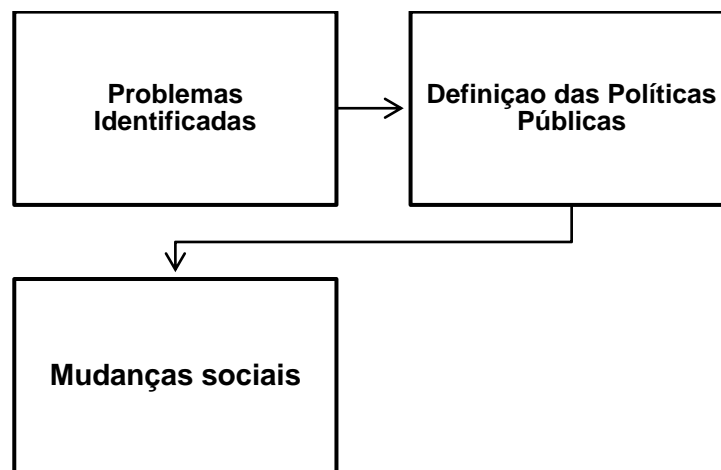 Problemas
Identificadas
Definiçao das Políticas
Públicas
Mudanças sociais